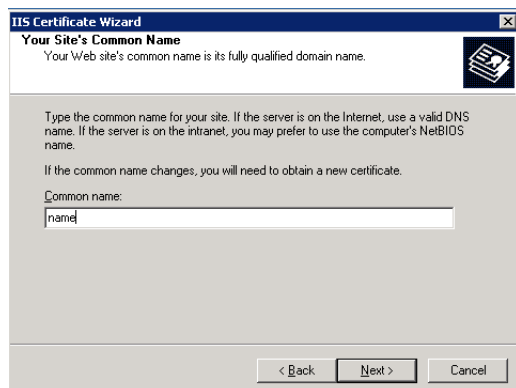 IIS Certificate Wizard
Your Site's Common Name
Your Web site's common name is its fully qualified domain name.
Type the common name for your site. If the server is on the Internet, use a valid DNS
name. If the server is on the intranet, you may prefer to use the computer's NetBIOS
name.
If the common name changes, you will need to obtain a new certificate.
Common name:
name
< Back Next > Cancel